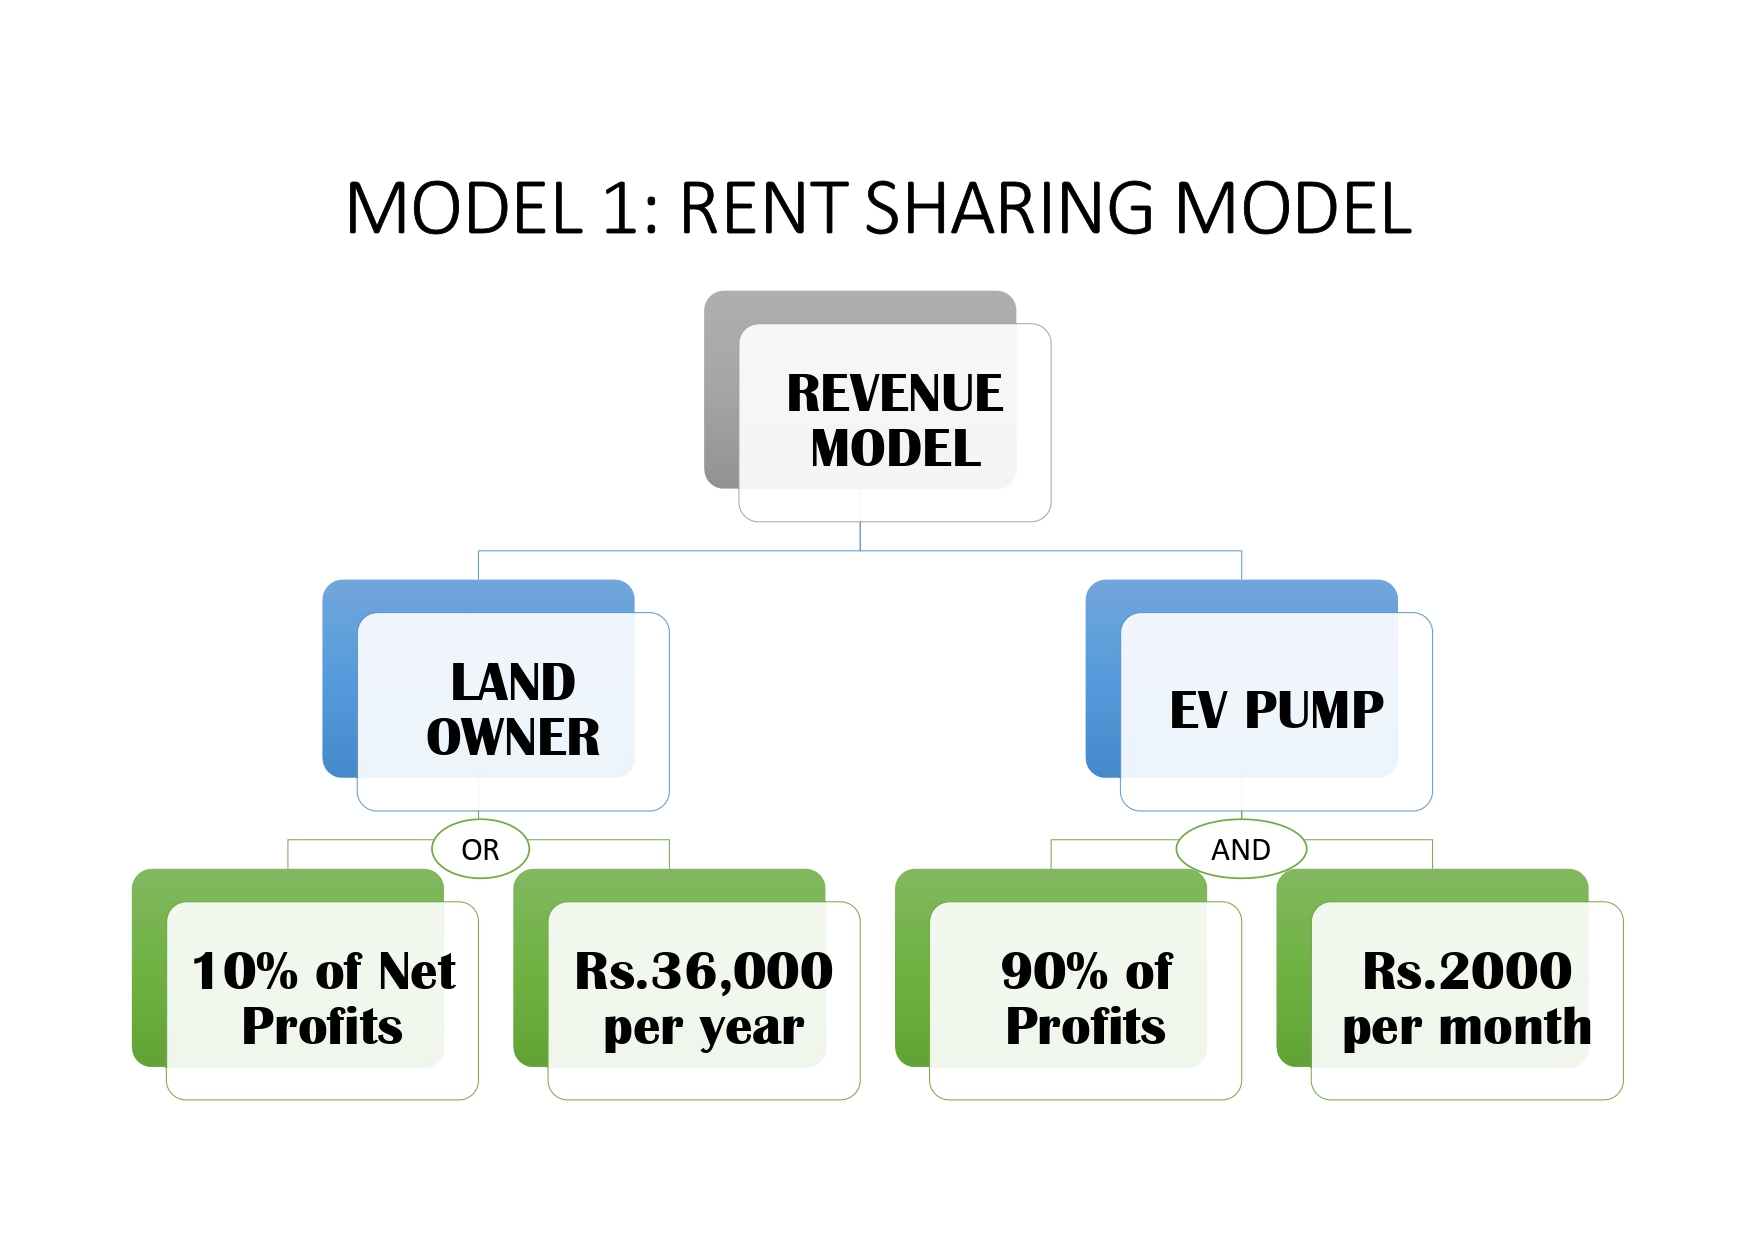 MODEL 1: RENT SHARING MODEL
REVENUE
MODEL
LAND
OWNER
EV PUMP
OR
AND
10% of Net
Profits
Rs.36,000
per year
90% of
Profits
Rs.2000
per month